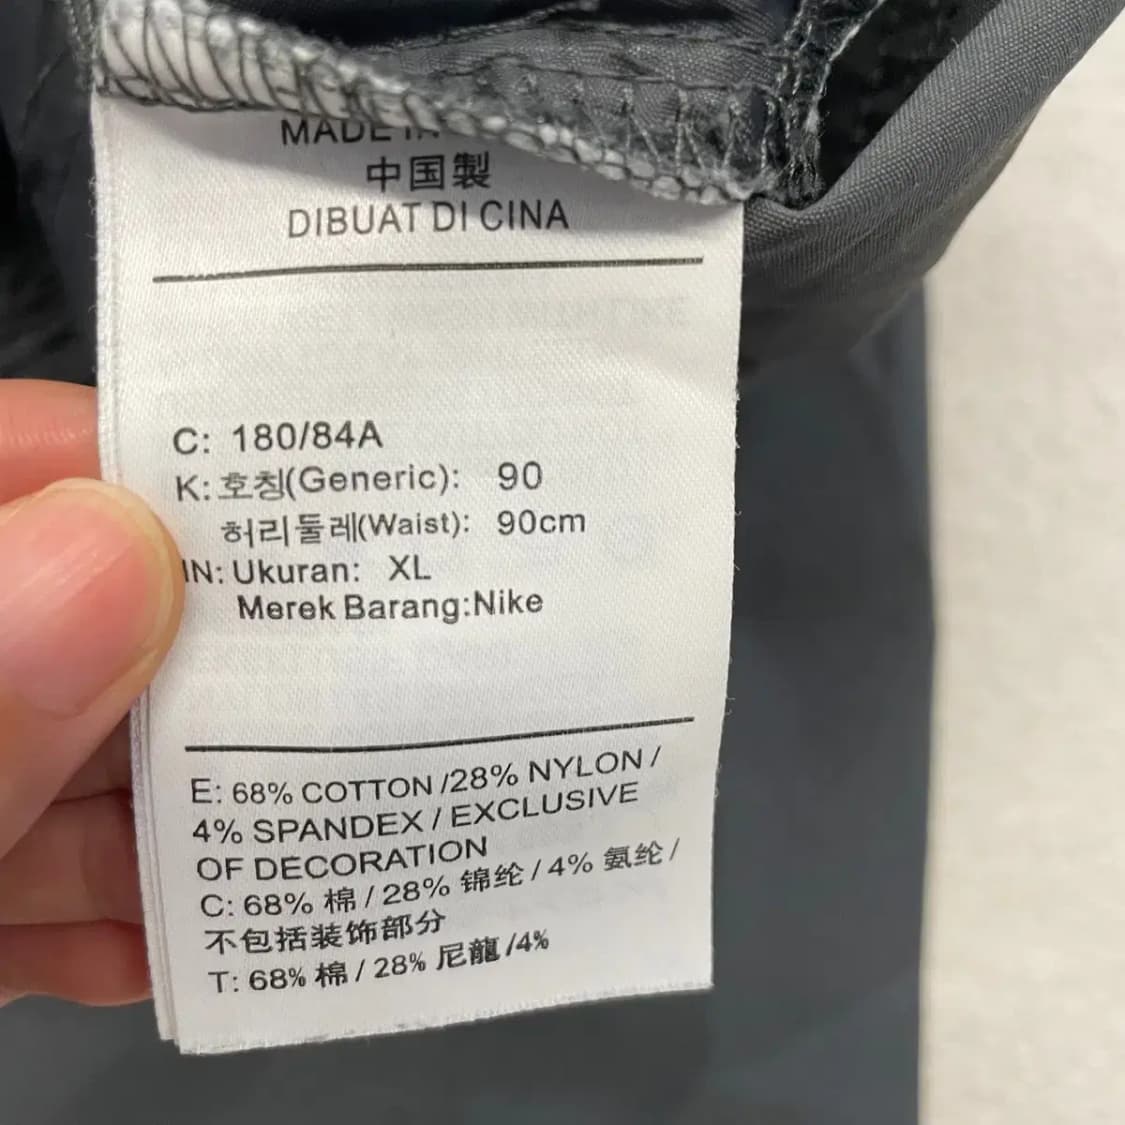 MADE IN
中国製
DIBUAT DI CINA
C: 180/84A
K: 호칭(Generic): 90
허리둘레(Waist): 90cm
IN: Ukuran: XL
Merek Barang:Nike
E: 68% COTTON /28% NYLON /
4% SPANDEX / EXCLUSIVE
OF DECORATION
C: 68% 棉 / 28% 锦纶 / 4% 氨纶 /
不包括装饰部分
T: 68% 棉 / 28% 尼龍 /4%